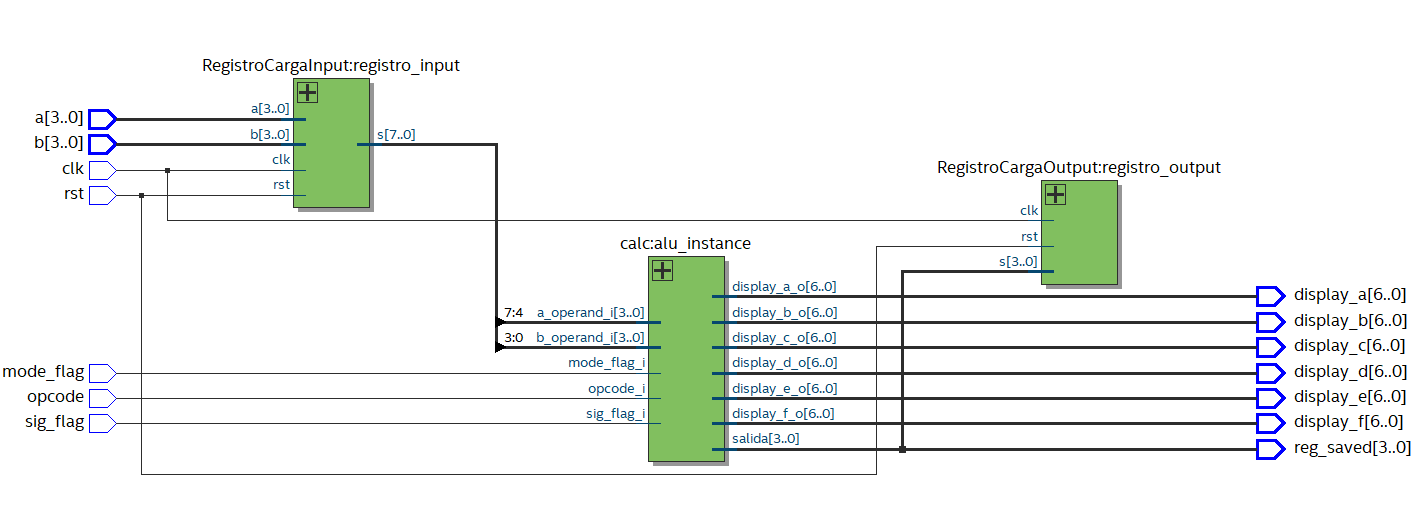 RegistroCargaInput:registro_input
a[3..0]
b[3..0]
clk
rst
a[3..0]
b[3..0]
clk
rst
s[7..0]
RegistroCargaOutput:registro_output
clk
rst
s[3..0]
calc:alu_instance
7:4
3:0
a_operand_i[3..0]
b_operand_i[3..0]
mode_flag_i
opcode_i
sig_flag_i
mode_flag
opcode
sig_flag
display_a_o[6..0]
display_b_o[6..0]
display_c_o[6..0]
display_d_o[6..0]
display_e_o[6..0]
display_f_o[6..0]
salida[3..0]
display_a[6..0]
display_b[6..0]
display_c[6..0]
display_d[6..0]
display_e[6..0]
display_f[6..0]
reg_saved[3..0]